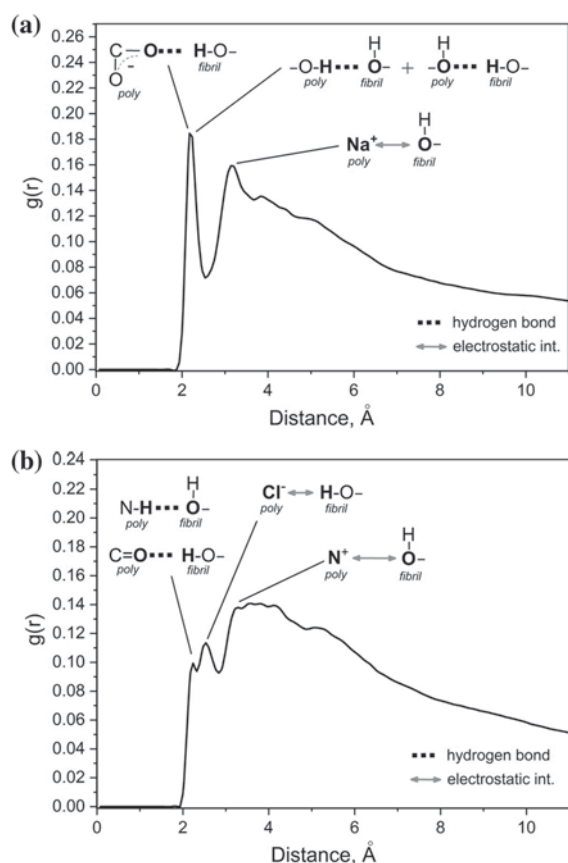 (a)
0.26
0.24
0.22
0.20
0.18
0.16
0.14
0.12
0.10
0.08
0.06
0.04
0.02
0.00
g(r)
C–O H-O–
O -
poly fibril
H H
-O-H O– + -O H-O–
poly fibril poly fibril
H
Na+ O–
poly fibril
hydrogen bond
electrostatic int.
0 2 4 6 8 10
Distance, Å
(b)
0.24
0.22
0.20
0.18
0.16
0.14
0.12
0.10
0.08
0.06
0.04
0.02
0.00
g(r)
H
N-H O–
poly fibril
C=O H-O–
poly fibril
Cl- H-O–
poly fibril
H
N+ O–
poly fibril
hydrogen bond
electrostatic int.
0 2 4 6 8 10
Distance, Å